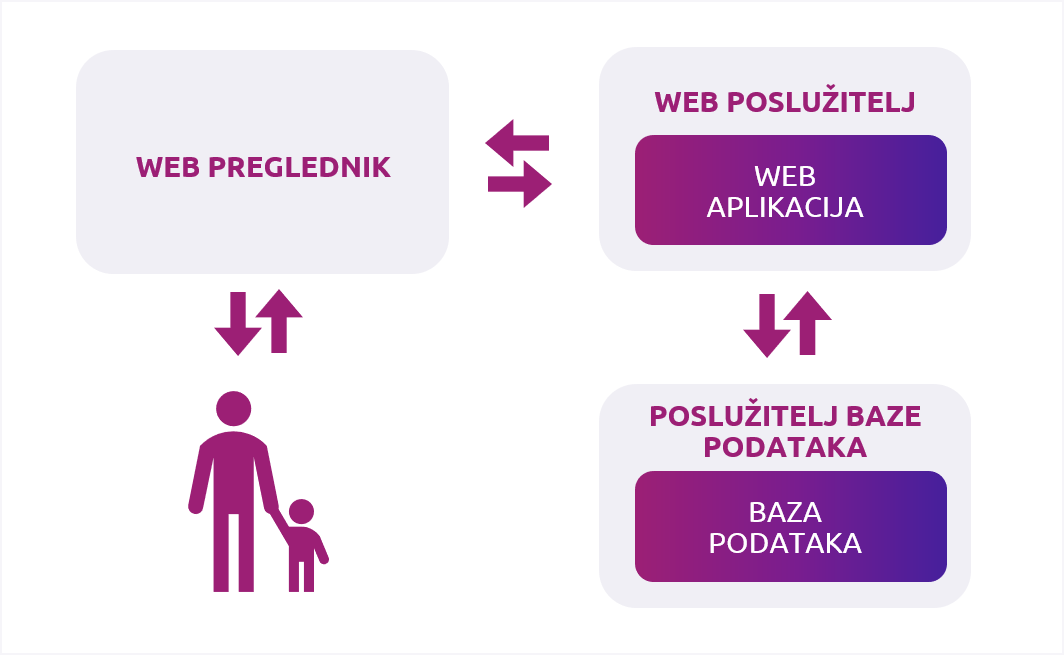 WEB PREGLEDNIK
WEB POSLUŽITELJ
WEB
APLIKACIJA
POSLUŽITELJ BAZE
PODATAKA
BAZA
PODATAKA